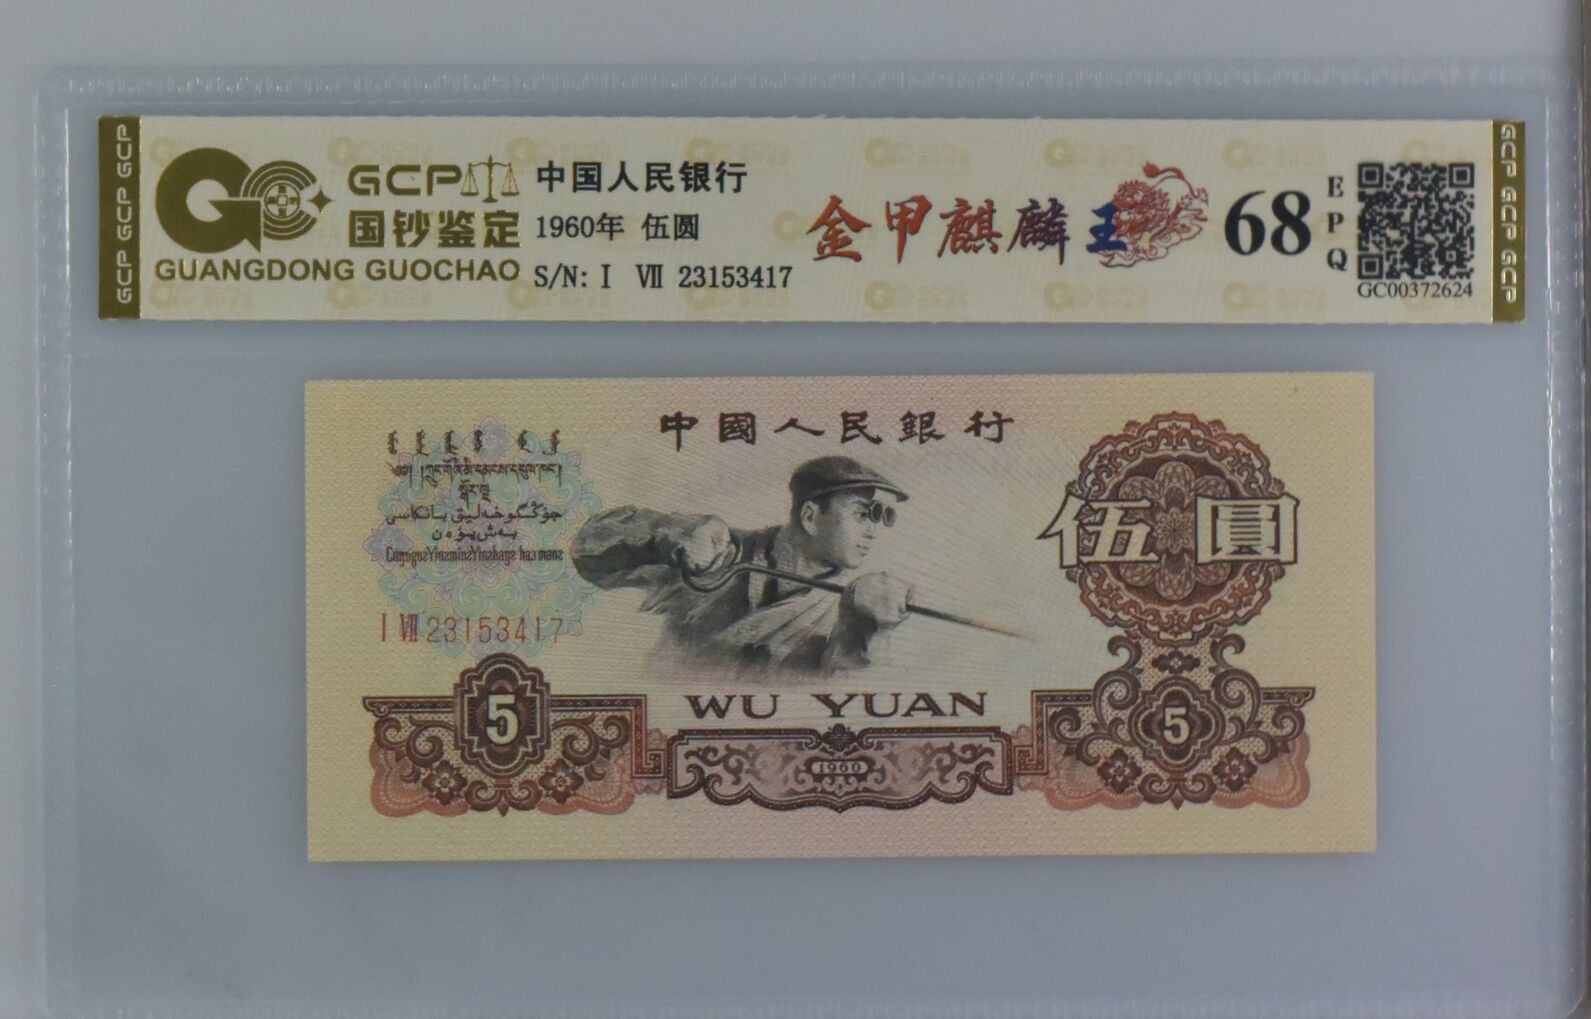 GCP GCP GCP
GCP
国钞鉴定
GUANGDONG GUOCHAO
中国人民银行
1960年 伍圆
S/N: I Ⅶ 23153417
金甲麒麟王
68
EPQ
GC00372624
GCP GCP GCP
中國人民銀行
伍圓
I Ⅶ 23153417
5
WU YUAN
5
1960